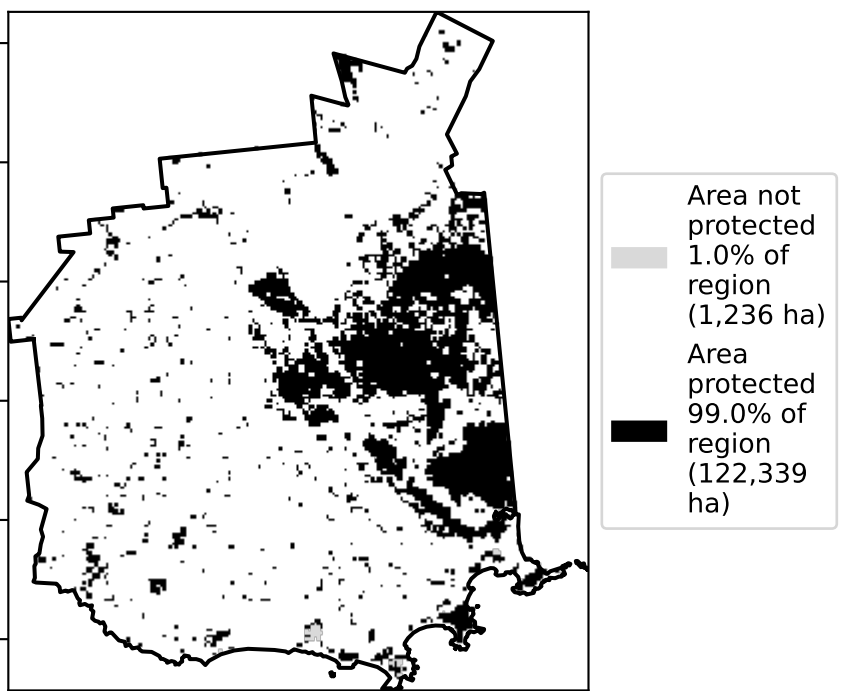 Area not
protected
1.0% of
region
(1,236 ha)
Area
protected
99.0% of
region
(122,339
ha)